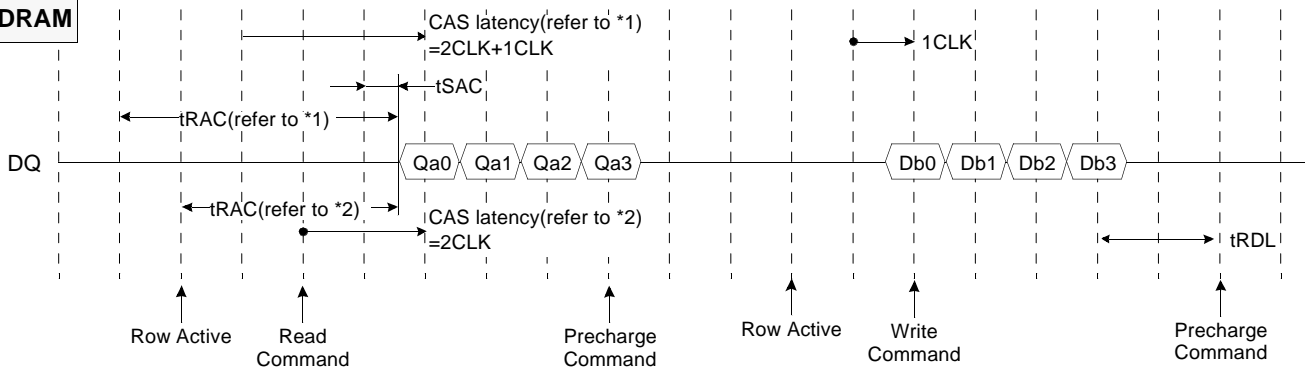 DRAM
CAS latency(refer to *1)
=2CLK+1CLK
1CLK
tSAC
tRAC(refer to *1)
DQ
Qa0
Qa1
Qa2
Qa3
Db0
Db1
Db2
Db3
tRAC(refer to *2)
CAS latency(refer to *2)
=2CLK
tRDL
Row Active
Read
Command
Precharge
Command
Row Active
Write
Command
Precharge
Command